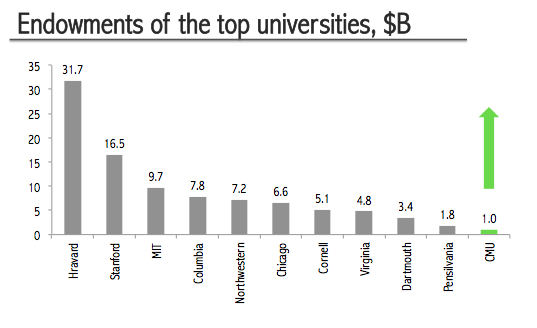 Endowments of the top universities, $B
35
30
25
20
15
10
5
0
31.7
16.5
9.7
7.8
7.2
6.6
5.1
4.8
3.4
1.8
1.0
Hravard
Stanford
MIT
Columbia
Northwestern
Chicago
Cornell
Virginia
Dartmouth
Pensilvania
CMU